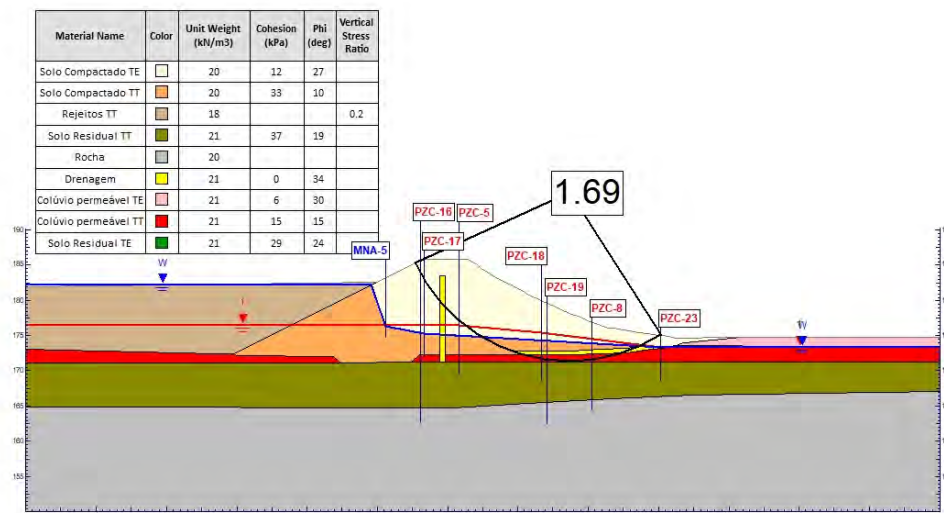 Material Name Color Unit Weight (kN/m3) Cohesion (kPa) Phi (deg) Vertical Stress Ratio
Solo Compactado TE 20 12 27
Solo Compactado TT 20 33 10
Rejeitos TT 18 0.2
Solo Residual TT 21 37 19
Rocha 20
Drenagem 21 0 34
Colúvio permeável TE 21 6 30
Colúvio permeável TT 21 15 15
Solo Residual TE 21 29 24
1.69
PZC-16 PZC-5
MNA-5 PZC-17 PZC-18
PZC-19
PZC-8
PZC-23
W
W
190
185
180
175
170
165
160
155